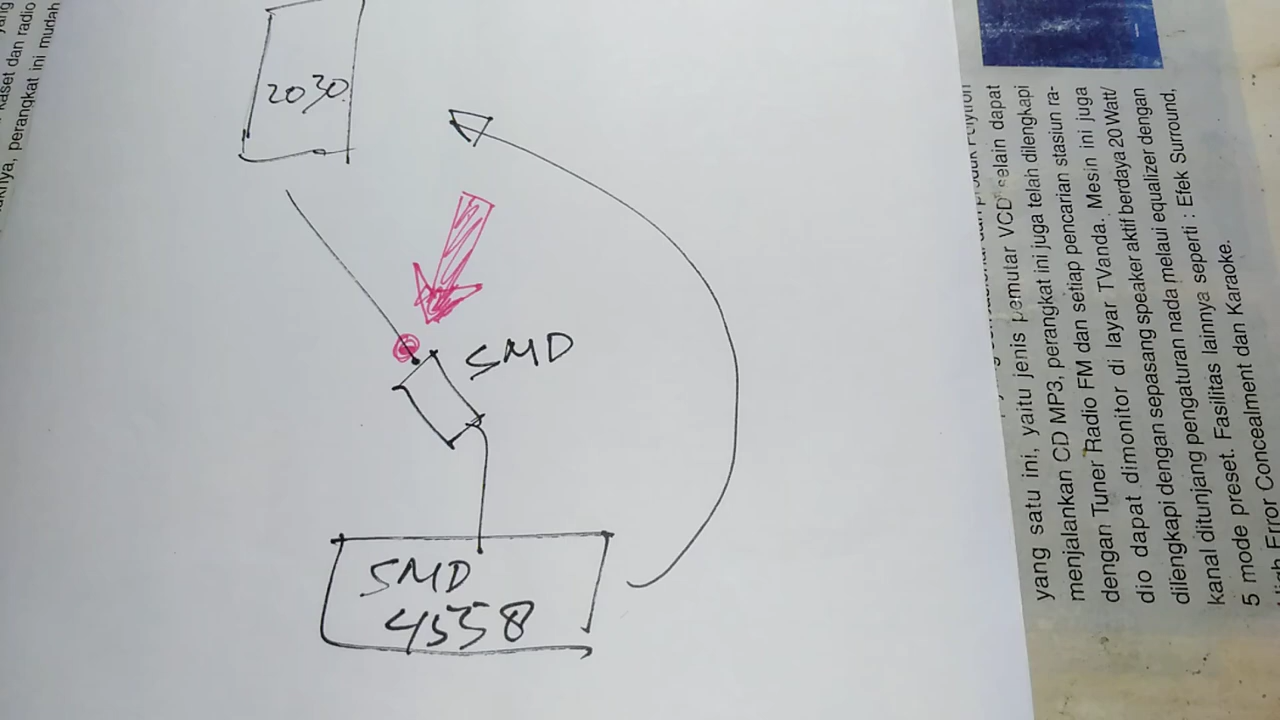 2030
SMD
SMD
4558
kaset dan radio
perangkat ini mudah
yang satu ini, yaitu jenis pemutar VCD selain dapat
menjalankan CD MP3, perangkat ini juga telah dilengkapi
dengan Tuner Radio FM dan setiap pencarian stasiun ra-
dio dapat dimonitor di layar TVanda. Mesin ini juga
dilengkapi dengan sepasang speaker aktif berdaya 20 Watt/
kanal ditunjang pengaturan nada melaui equalizer dengan
5 mode preset. Fasilitas lainnya seperti : Efek Surround,
High Error Concealment dan Karaoke.